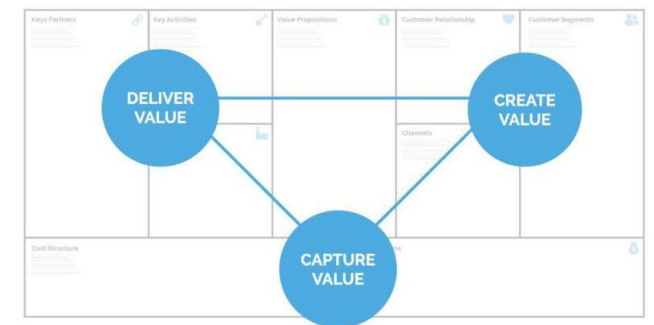 Keys Partners
Key Activities
Value Propositions
Customer Relationship
Customer Segments
DELIVER
VALUE
CREATE
VALUE
Channels
Cost Structure
CAPTURE
VALUE